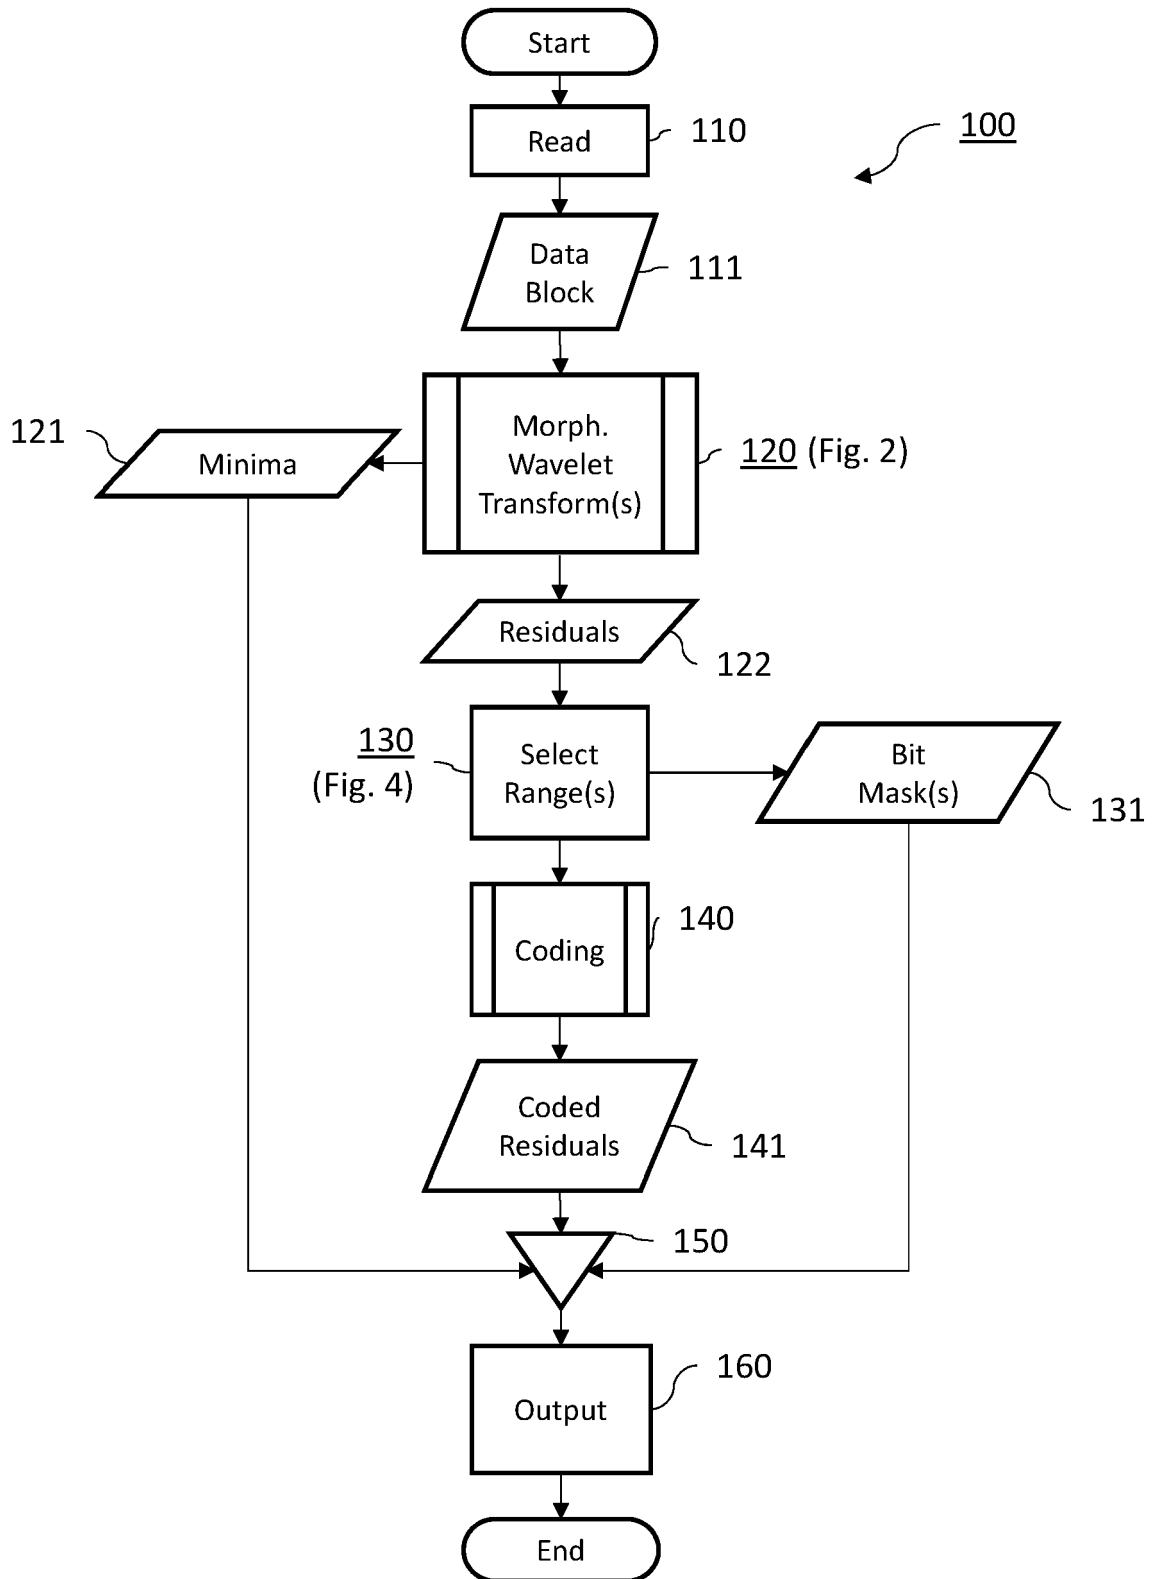 Start
Read
110
100
Data
Block
111
121
Minima
Morph.
Wavelet
Transform(s)
120 (Fig. 2)
Residuals
122
130
(Fig. 4)
Select
Range(s)
Bit
Mask(s)
131
Coding
140
Coded
Residuals
141
150
160
Output
End